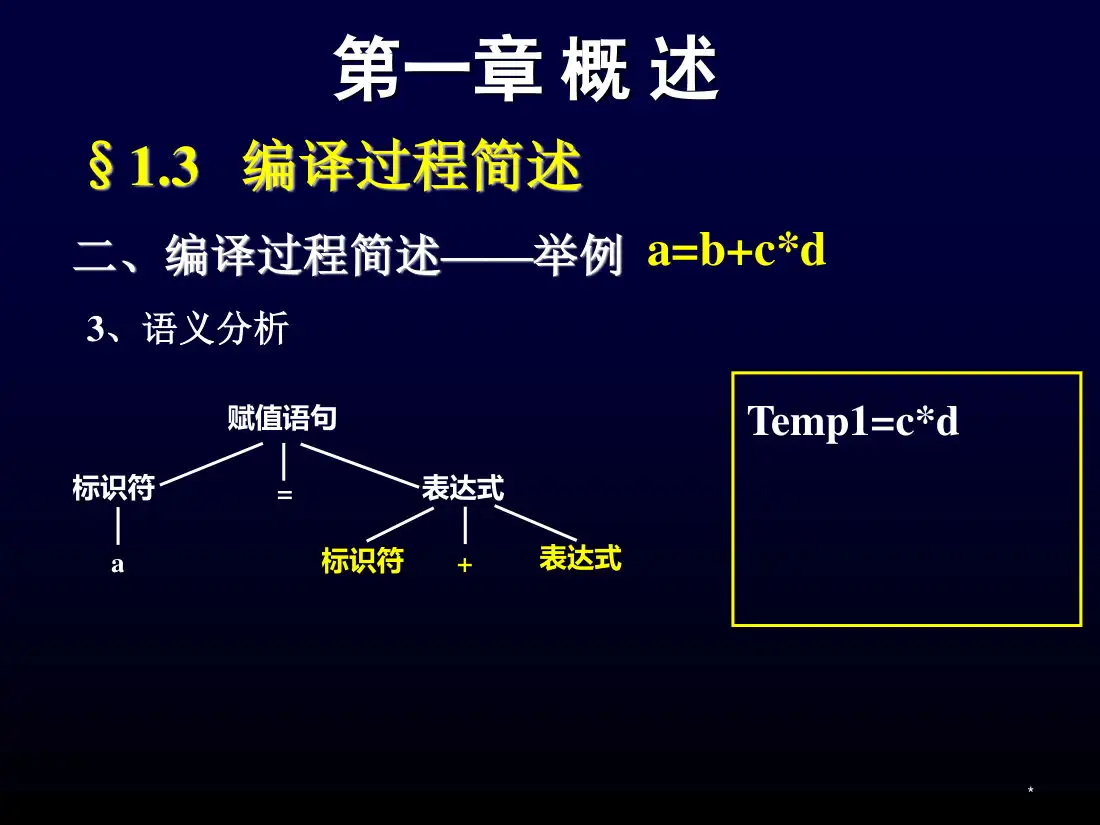 第一章 概 述
§1.3 编译过程简述
二、编译过程简述——举例 a=b+c*d
3、语义分析
Temp1=c*d
赋值语句
标识符 = 表达式
a 标识符 + 表达式
*